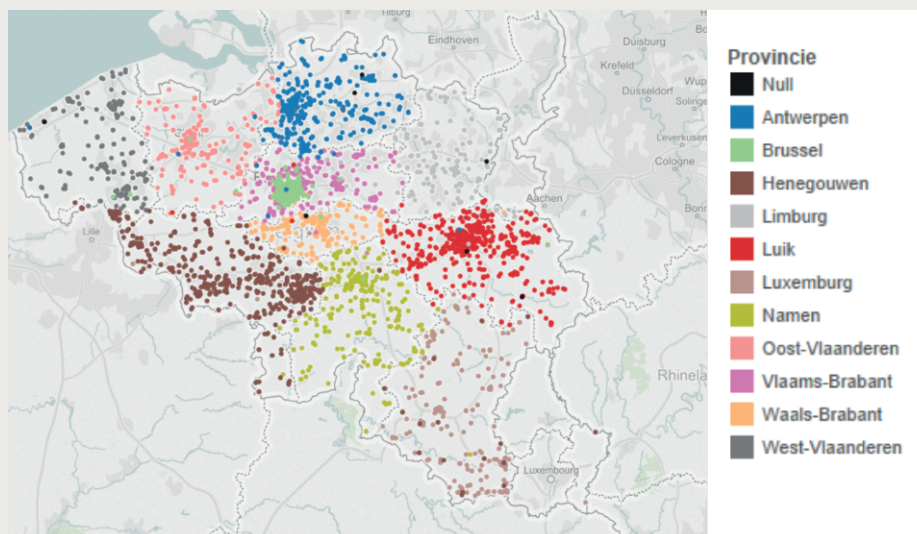 Tilburg
Eindhoven
Duisburg
Krefeld
Düsseldorf
Solinge
Leverkusen
Cologne
Aachen
Bonn
Lille
Rhinela
Luxembourg
Provincie
Null
Antwerpen
Brussel
Henegouwen
Limburg
Luik
Luxemburg
Namen
Oost-Vlaanderen
Vlaams-Brabant
Waals-Brabant
West-Vlaanderen